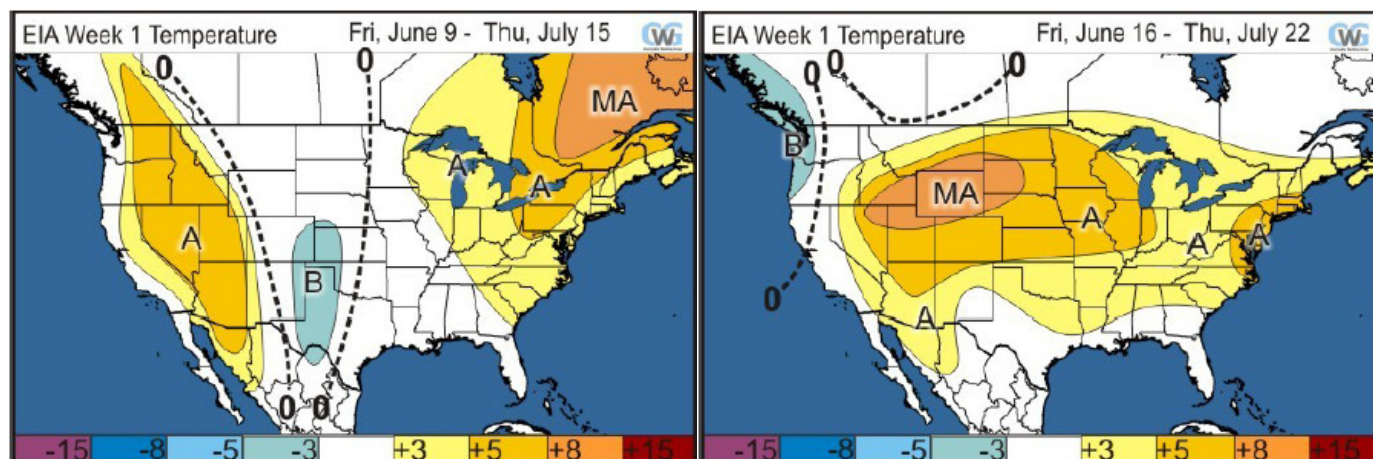 EIA Week 1 Temperature Fri, June 9 - Thu, July 15 CWG
0 0
MA
A
A
A
B
0 0
-15 -8 -5 -3 +3 +5 +8 +15
EIA Week 1 Temperature Fri, June 16 - Thu, July 22 CWG
0 0 0
B
MA
A
A
A
0
A
-15 -8 -5 -3 +3 +5 +8 +15